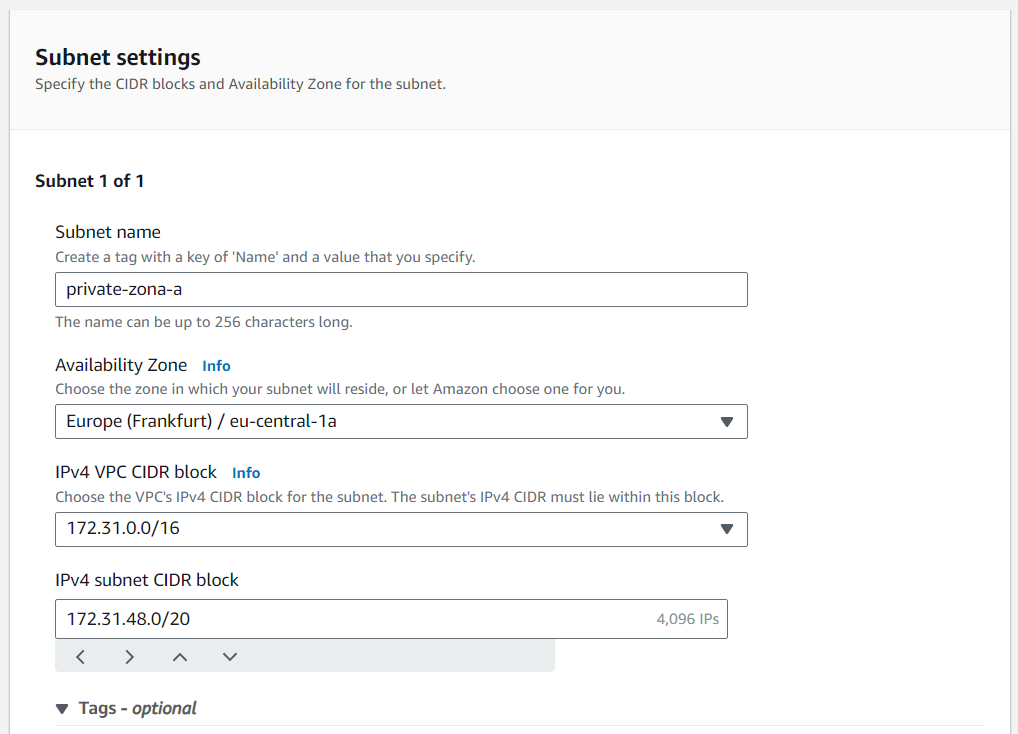 Subnet settings
Specify the CIDR blocks and Availability Zone for the subnet.
Subnet 1 of 1
Subnet name
Create a tag with a key of 'Name' and a value that you specify.
private-zona-a
The name can be up to 256 characters long.
Availability Zone Info
Choose the zone in which your subnet will reside, or let Amazon choose one for you.
Europe (Frankfurt) / eu-central-1a
IPv4 VPC CIDR block Info
Choose the VPC's IPv4 CIDR block for the subnet. The subnet's IPv4 CIDR must lie within this block.
172.31.0.0/16
IPv4 subnet CIDR block
172.31.48.0/20 4,096 IPs
Tags - optional